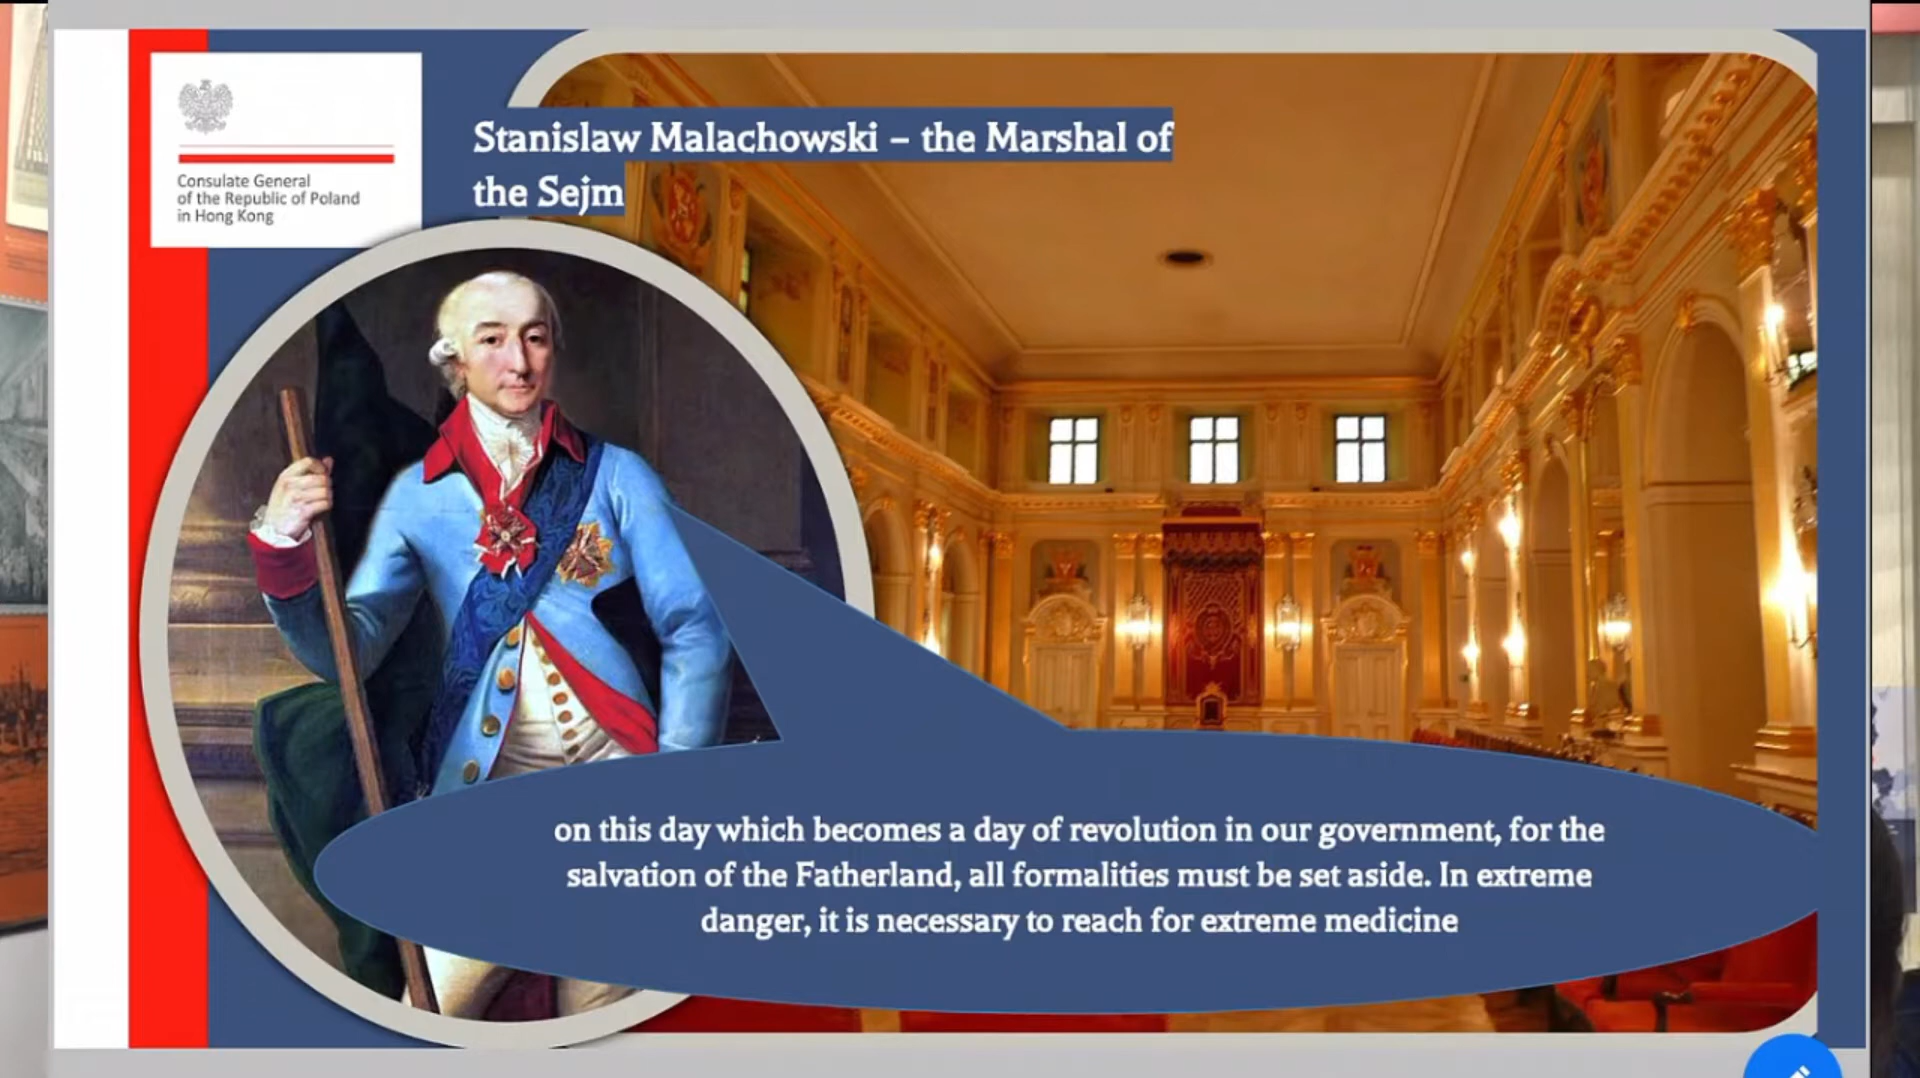 Consulate General
of the Republic of Poland
in Hong Kong
Stanislaw Malachowski – the Marshal of
the Sejm
on this day which becomes a day of revolution in our government, for the
salvation of the Fatherland, all formalities must be set aside. In extreme
danger, it is necessary to reach for extreme medicine